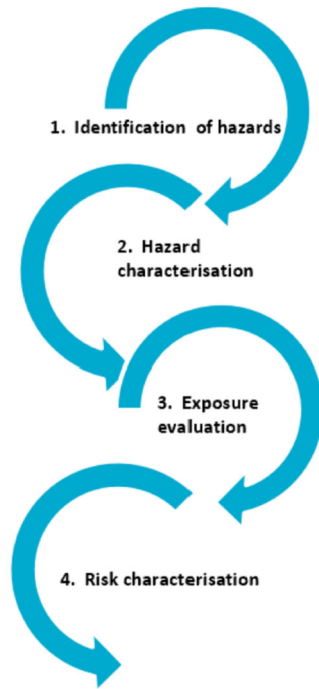 1. Identification of hazards
2. Hazard
characterisation
3. Exposure
evaluation
4. Risk characterisation